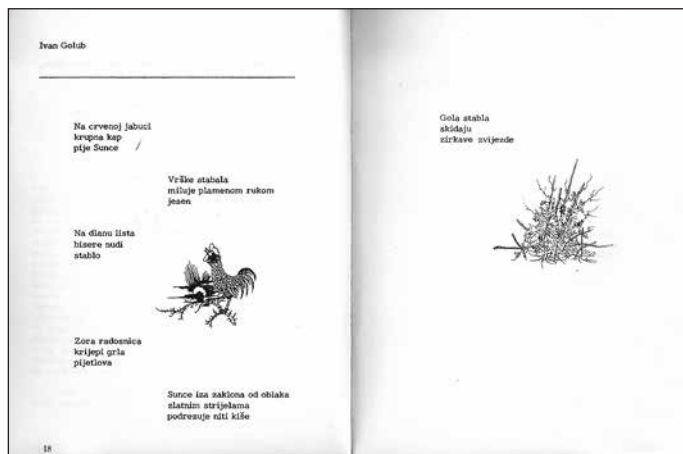 Ivan Golub
Na crvenoj jabuci
krupna kap
pije Sunce
Vrške stabala
miluje plamenom rukom
jesen
Na dlanu lista
bisere nudi
stablo
Zora radosnica
krijepi grla
pijetlova
Sunce iza zaklona od oblaka
zlatnim strijelama
podrezuje niti kiše
18
Gola stabla
skidaju
zirkave zvijezde